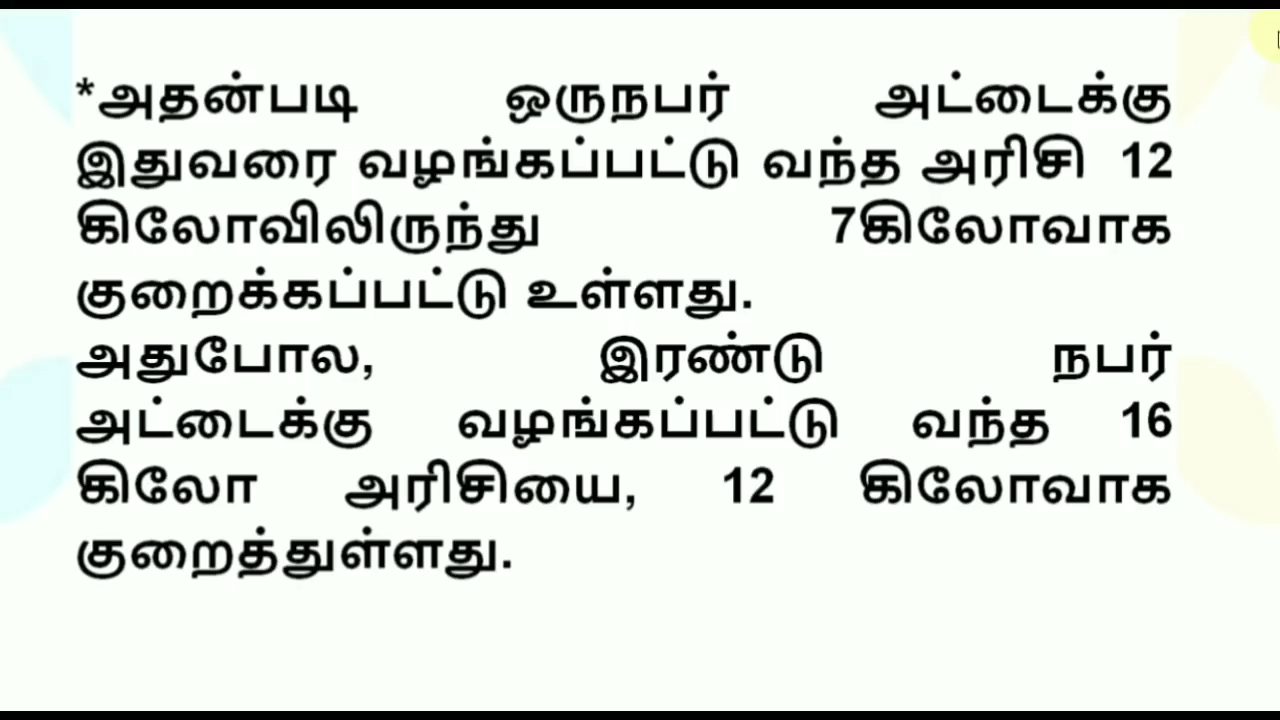 *அதன்படி ஒருநபர் அட்டைக்கு
இதுவரை வழங்கப்பட்டு வந்த அரிசி 12
கிலோவிலிருந்து 7கிலோவாக
குறைக்கப்பட்டு உள்ளது.
அதுபோல, இரண்டு நபர்
அட்டைக்கு வழங்கப்பட்டு வந்த 16
கிலோ அரிசியை, 12 கிலோவாக
குறைத்துள்ளது.